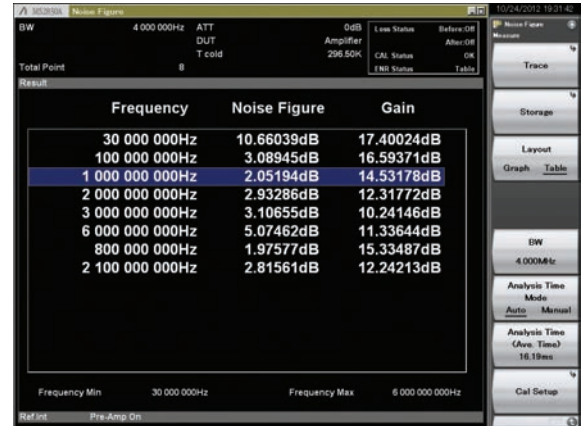 MS2850A Noise Figure
10/24/2012 19:31:42
BW 4 000 000Hz ATT 0dB
DUT Amplifier
T cold 296.50K
Total Point 8
Loss Status Before:Off
After:Off
CAL Status OK
ENR Status Table
Result
Frequency Noise Figure Gain
30 000 000Hz 10.66039dB 17.40024dB
100 000 000Hz 3.08945dB 16.59371dB
1 000 000 000Hz 2.05194dB 14.53178dB
2 000 000 000Hz 2.93286dB 12.31772dB
3 000 000 000Hz 3.10655dB 10.24146dB
6 000 000 000Hz 5.07462dB 11.33644dB
800 000 000Hz 1.97577dB 15.33487dB
2 100 000 000Hz 2.81561dB 12.24213dB
Frequency Min 30 000 000Hz Frequency Max 6 000 000 000Hz
Ref.Int Pre-Amp On
Noise Figure
Measure
Trace
Storage
Layout
Graph Table
BW
4.000MHz
Analysis Time
Mode
Auto Manual
Analysis Time
(Ave. Time)
16.19ms
Cal Setup